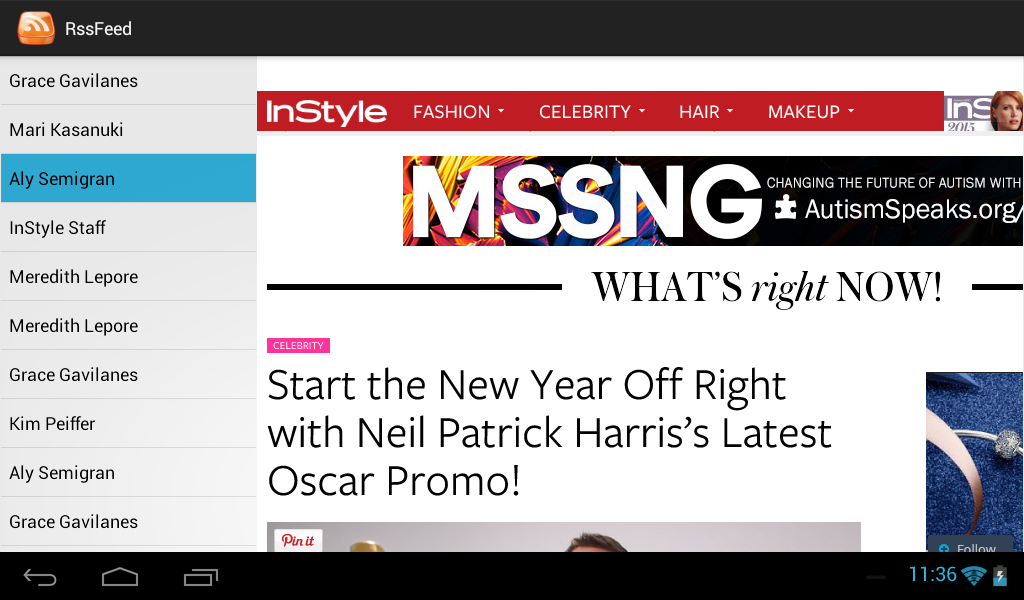 RssFeed
Grace Gavilanes
Mari Kasanuki
Aly Semigran
InStyle Staff
Meredith Lepore
Meredith Lepore
Grace Gavilanes
Kim Peiffer
Aly Semigran
Grace Gavilanes
InStyle FASHION CELEBRITY HAIR MAKEUP
InS
2015
MSSNG
CHANGING THE FUTURE OF AUTISM WITH
AutismSpeaks.org/
WHAT'S right NOW!
CELEBRITY
Start the New Year Off Right
with Neil Patrick Harris’s Latest
Oscar Promo!
Pin it
Follow
11:36